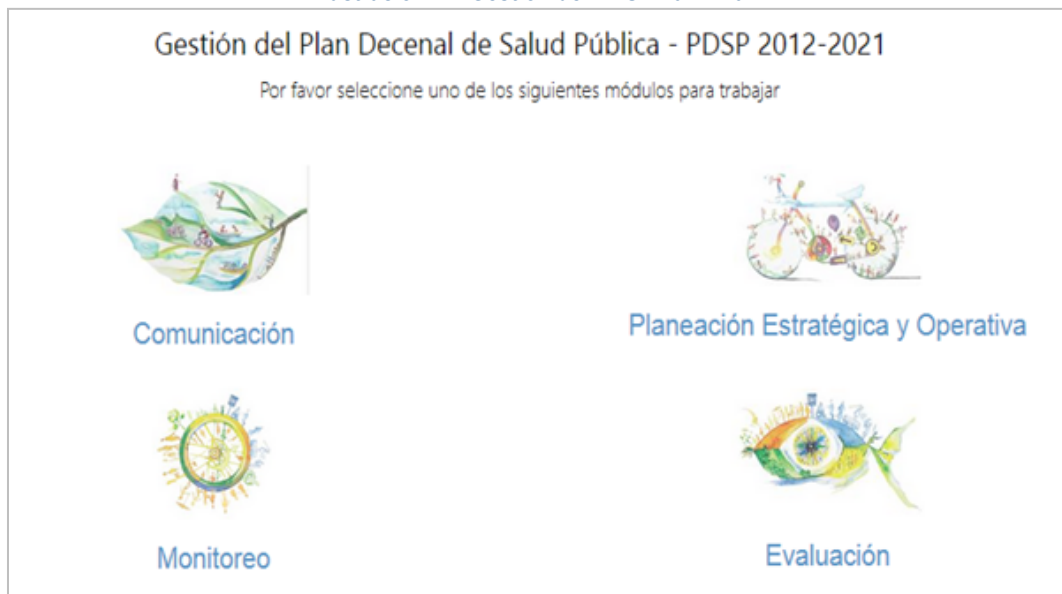 Gestión del Plan Decenal de Salud Pública - PDSP 2012-2021
Por favor seleccione uno de los siguientes módulos para trabajar
Comunicación
Planeación Estratégica y Operativa
Monitoreo
Evaluación